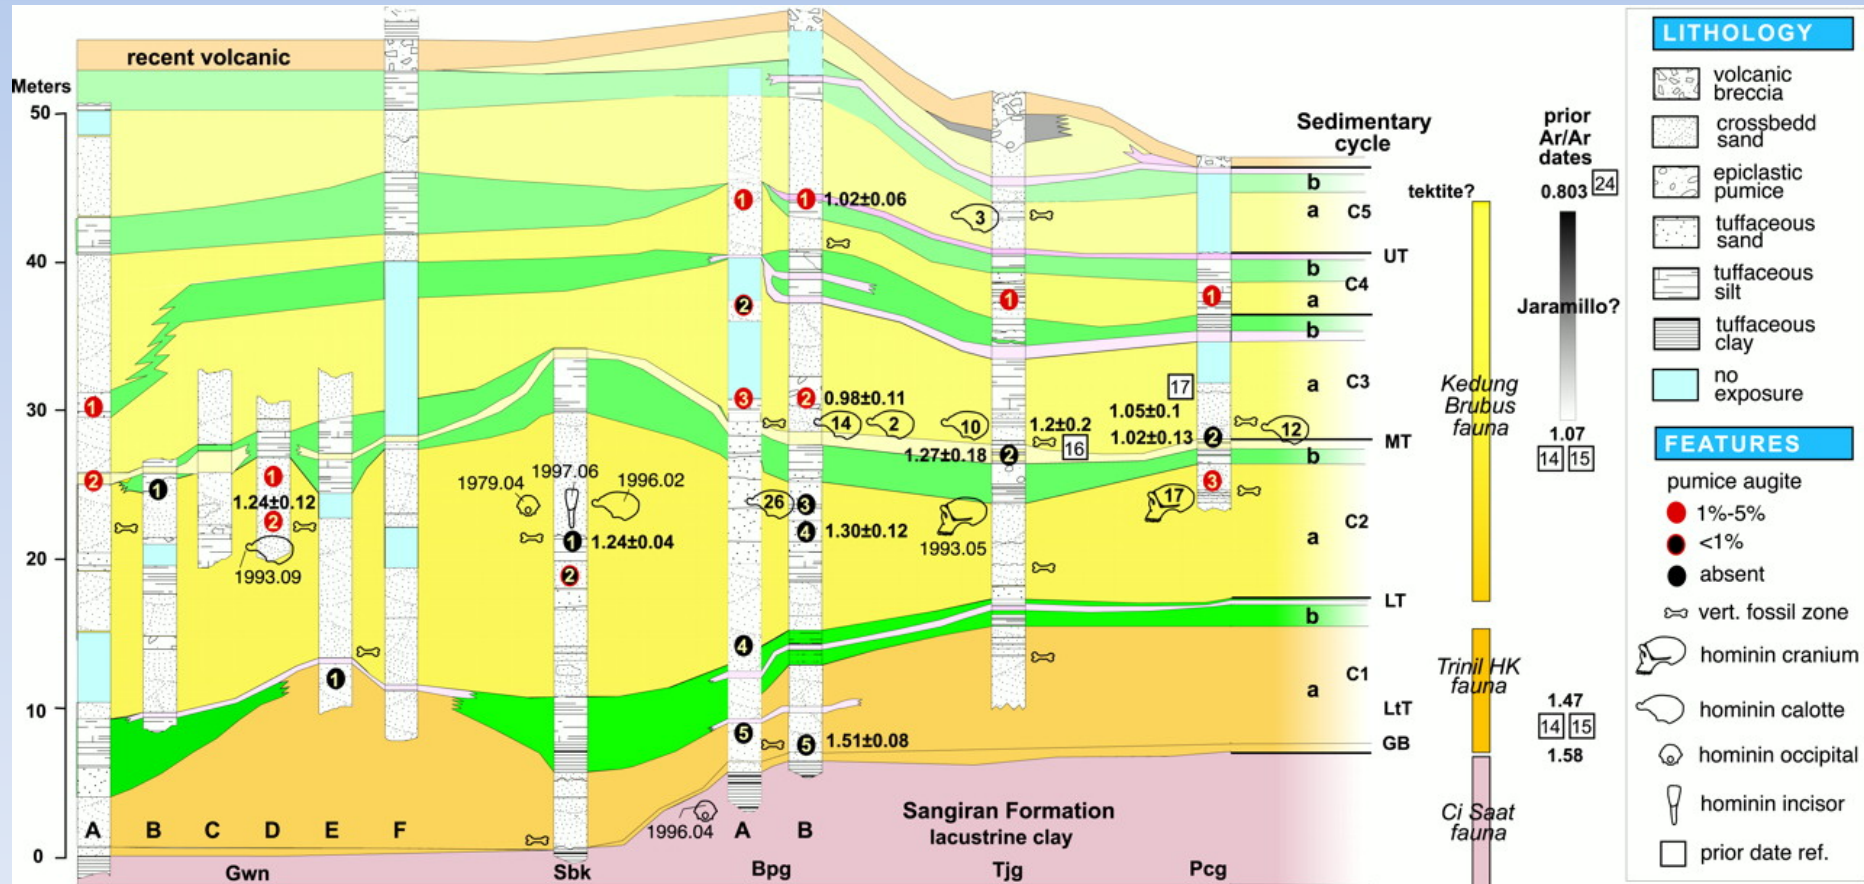 recent volcanic
Meters
50
40
30
20
10
0
1
2
1
1
2
1.24±0.12
1993.09
1
A
B
C
D
E
F
Gwn
1979.04
1997.06
1996.02
1
1.24±0.04
2
Sbk
1
2
3
4
5
1996.04
A
B
Bpg
1
1.02±0.06
2
0.98±0.11
14
2
26
3
4
1.30±0.12
5
1.51±0.08
3
1
10
1.2±0.2
16
1.27±0.18
2
1993.05
Tjg
1
17
1.05±0.1
1.02±0.13
2
12
3
17
Pcg
Sangiran Formation
lacustrine clay
Sedimentary
cycle
b
a
C5
UT
b
C4
a
b
a
C3
MT
b
C2
a
LT
b
C1
a
LtT
GB
tektite?
Kedung
Brubus
fauna
Trinil HK
fauna
Ci Saat
fauna
prior
Ar/Ar
dates
0.803
24
Jaramillo?
1.07
14 15
1.47
14 15
1.58
LITHOLOGY
volcanic
breccia
crossbedd
sand
epiclastic
pumice
tuffaceous
sand
tuffaceous
silt
tuffaceous
clay
no
exposure
FEATURES
pumice augite
1%-5%
<1%
absent
vert. fossil zone
hominin cranium
hominin calotte
hominin occipital
hominin incisor
prior date ref.